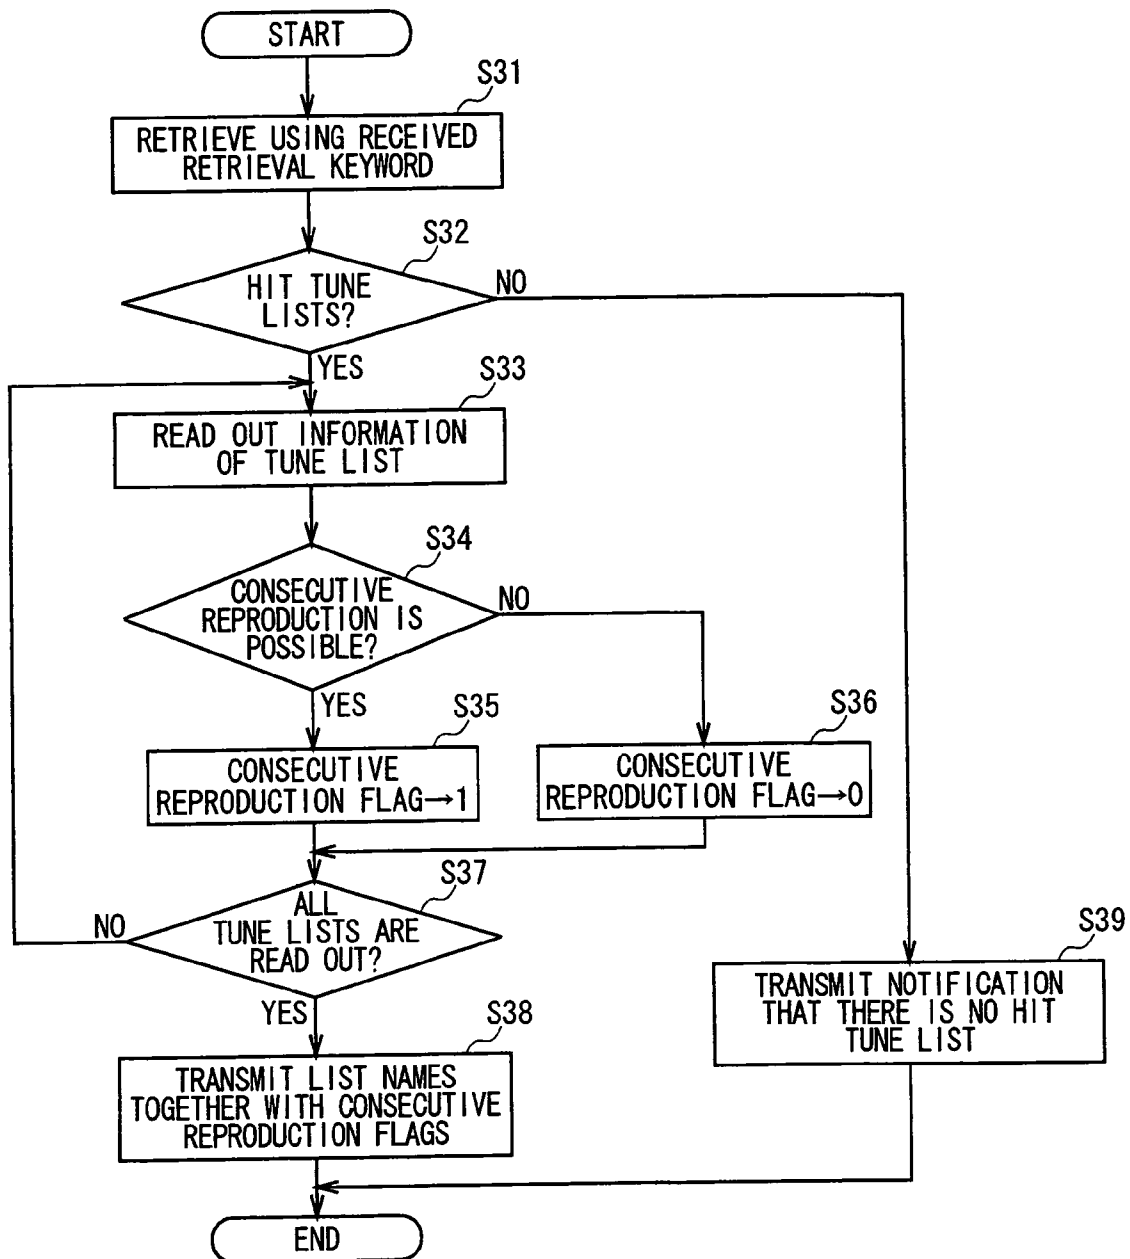 START
S31
RETRIEVE USING RECEIVED
RETRIEVAL KEYWORD
S32
HIT TUNE
LISTS?
NO
YES
S33
READ OUT INFORMATION
OF TUNE LIST
S34
CONSECUTIVE
REPRODUCTION IS
POSSIBLE?
NO
YES
S35
CONSECUTIVE
REPRODUCTION FLAG→1
S36
CONSECUTIVE
REPRODUCTION FLAG→0
S37
ALL
TUNE LISTS ARE
READ OUT?
NO
YES
S38
TRANSMIT LIST NAMES
TOGETHER WITH CONSECUTIVE
REPRODUCTION FLAGS
S39
TRANSMIT NOTIFICATION
THAT THERE IS NO HIT
TUNE LIST
END